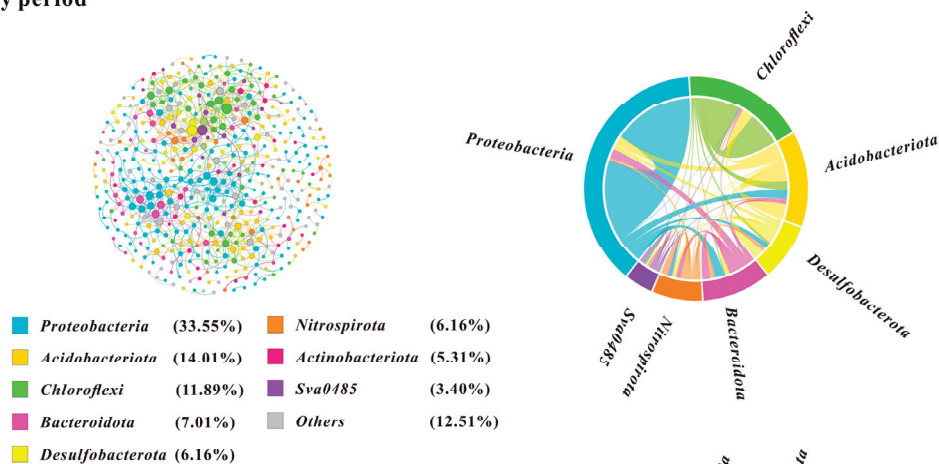 y period
Chloroflexi
Proteobacteria
Acidobacteriota
Desulfobacterota
Sva0485
Nitrospirota
Bacteroidota
Proteobacteria (33.55%)
Nitrospirota (6.16%)
Acidobacteriota (14.01%)
Actinobacteriota (5.31%)
Chloroflexi (11.89%)
Sva0485 (3.40%)
Bacteroidota (7.01%)
Others (12.51%)
Desulfobacterota (6.16%)